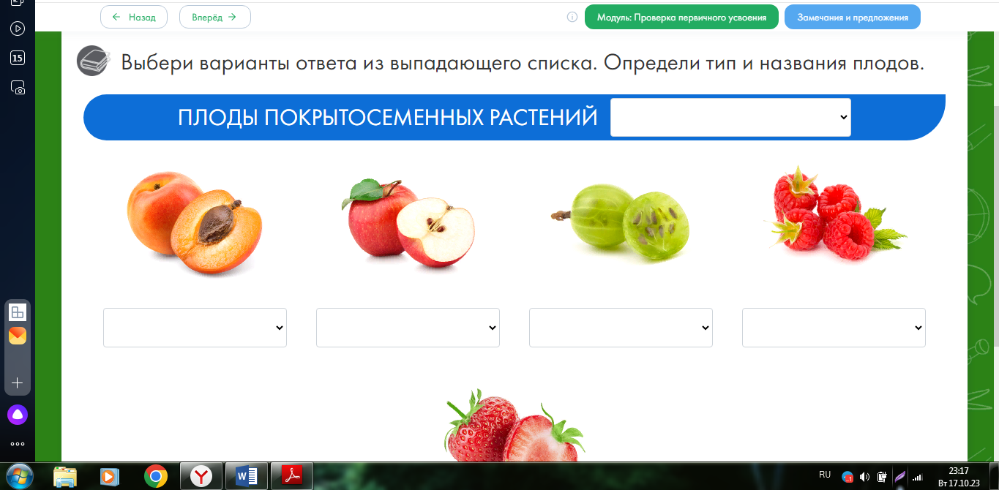 Назад
Вперёд
Модуль: Проверка первичного усвоения
Замечания и предложения
15
Выбери варианты ответа из выпадающего списка. Определи тип и названия плодов.
ПЛОДЫ ПОКРЫТОСЕМЕННЫХ РАСТЕНИЙ
RU
23:17
Вт 17.10.23